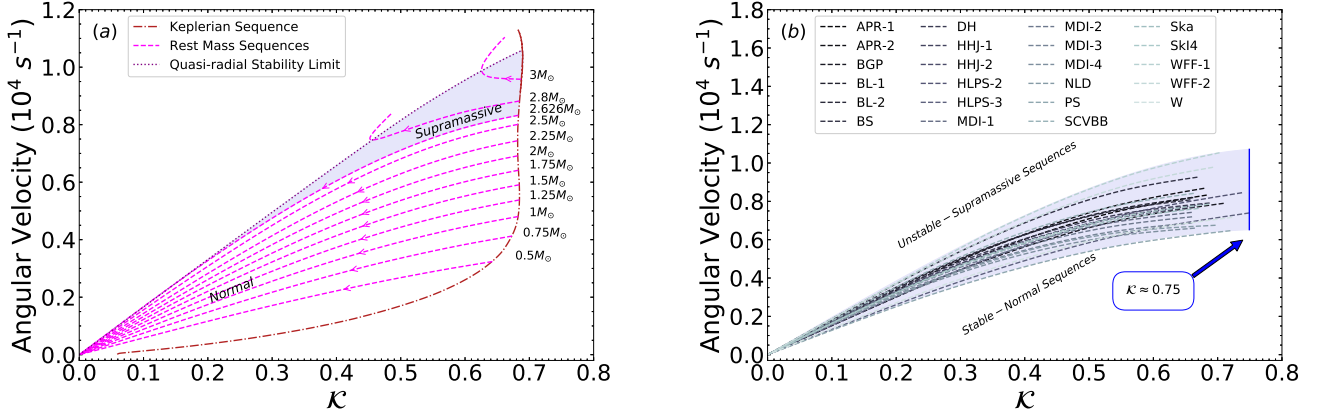 (a)
Keplerian Sequence
Rest Mass Sequences
Quasi-radial Stability Limit
3M⊙
2.8M⊙
2.626M⊙
2.5M⊙
2.25M⊙
2M⊙
1.75M⊙
1.5M⊙
1.25M⊙
1M⊙
0.75M⊙
0.5M⊙
Supramassive
Normal
Angular Velocity (10⁴ s⁻¹)
0.0
0.2
0.4
0.6
0.8
1.0
1.2
0.0 0.1 0.2 0.3 0.4 0.5 0.6 0.7 0.8
𝒦
(b)
APR-1 DH MDI-2 Ska
APR-2 HHJ-1 MDI-3 SkI4
BGP HHJ-2 MDI-4 WFF-1
BL-1 HLPS-2 NLD WFF-2
BL-2 HLPS-3 PS W
BS MDI-1 SCVBB
Unstable − Supramassive Sequences
Stable − Normal Sequences
𝒦 ≈ 0.75
Angular Velocity (10⁴ s⁻¹)
0.0
0.2
0.4
0.6
0.8
1.0
1.2
1.4
1.6
1.8
0.0 0.1 0.2 0.3 0.4 0.5 0.6 0.7 0.8
𝒦